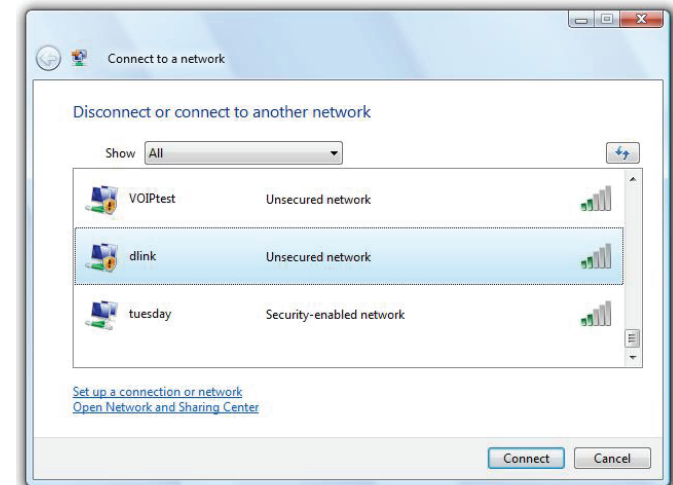 Connect to a network
Disconnect or connect to another network
Show All
VOIPtest Unsecured network
dlink Unsecured network
tuesday Security-enabled network
Set up a connection or network
Open Network and Sharing Center
Connect Cancel